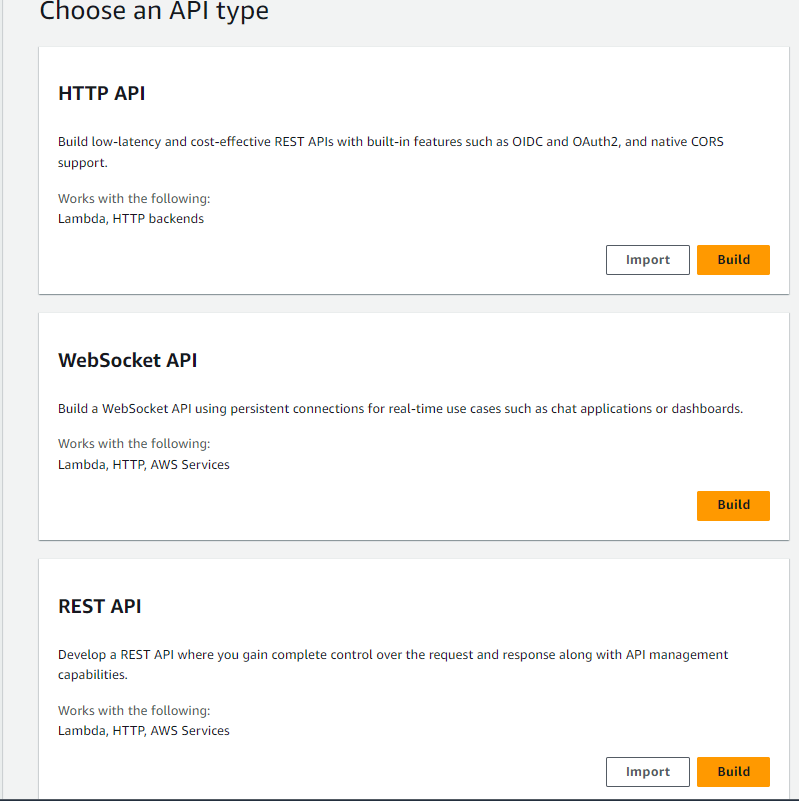 Choose an API type
HTTP API
Build low-latency and cost-effective REST APIs with built-in features such as OIDC and OAuth2, and native CORS
support.
Works with the following:
Lambda, HTTP backends
Import
Build
WebSocket API
Build a WebSocket API using persistent connections for real-time use cases such as chat applications or dashboards.
Works with the following:
Lambda, HTTP, AWS Services
Build
REST API
Develop a REST API where you gain complete control over the request and response along with API management
capabilities.
Works with the following:
Lambda, HTTP, AWS Services
Import
Build